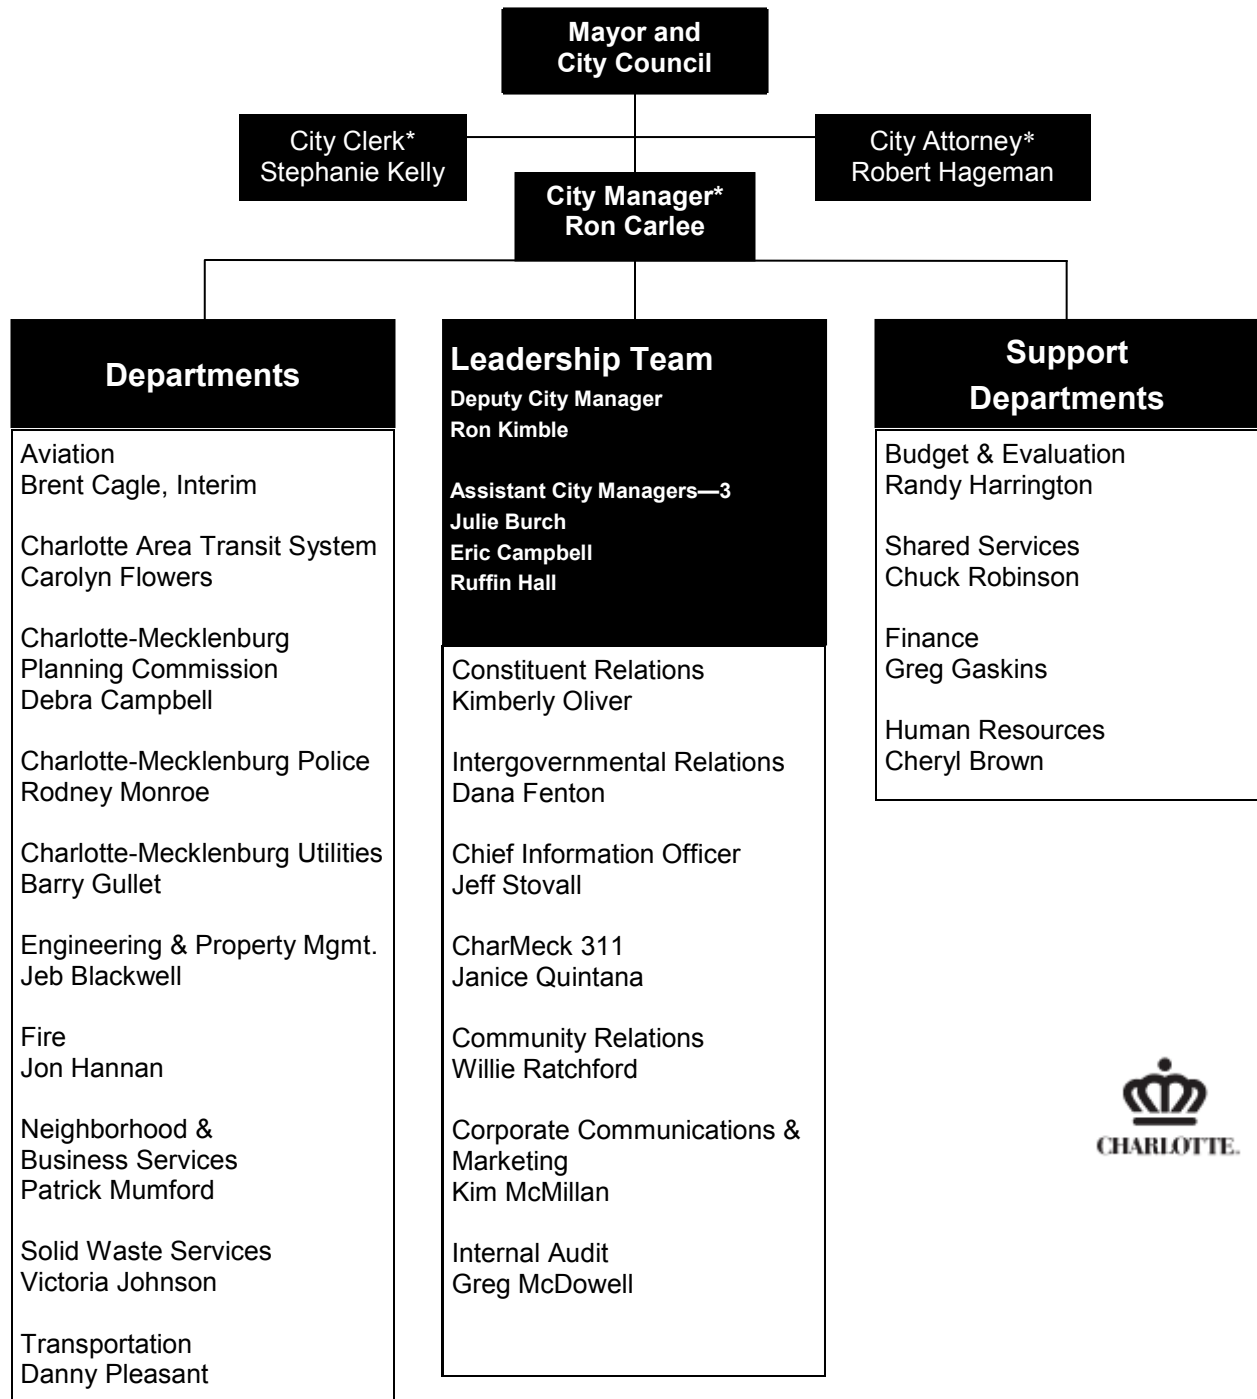 Mayor and
City Council
City Clerk*
Stephanie Kelly
City Attorney*
Robert Hageman
City Manager*
Ron Carlee
Departments
Aviation
Brent Cagle, Interim
Charlotte Area Transit System
Carolyn Flowers
Charlotte-Mecklenburg
Planning Commission
Debra Campbell
Charlotte-Mecklenburg Police
Rodney Monroe
Charlotte-Mecklenburg Utilities
Barry Gullet
Engineering & Property Mgmt.
Jeb Blackwell
Fire
Jon Hannan
Neighborhood &
Business Services
Patrick Mumford
Solid Waste Services
Victoria Johnson
Transportation
Danny Pleasant
Leadership Team
Deputy City Manager
Ron Kimble
Assistant City Managers—3
Julie Burch
Eric Campbell
Ruffin Hall
Constituent Relations
Kimberly Oliver
Intergovernmental Relations
Dana Fenton
Chief Information Officer
Jeff Stovall
CharMeck 311
Janice Quintana
Community Relations
Willie Ratchford
Corporate Communications &
Marketing
Kim McMillan
Internal Audit
Greg McDowell
Support
Departments
Budget & Evaluation
Randy Harrington
Shared Services
Chuck Robinson
Finance
Greg Gaskins
Human Resources
Cheryl Brown
CHARLOTTE.